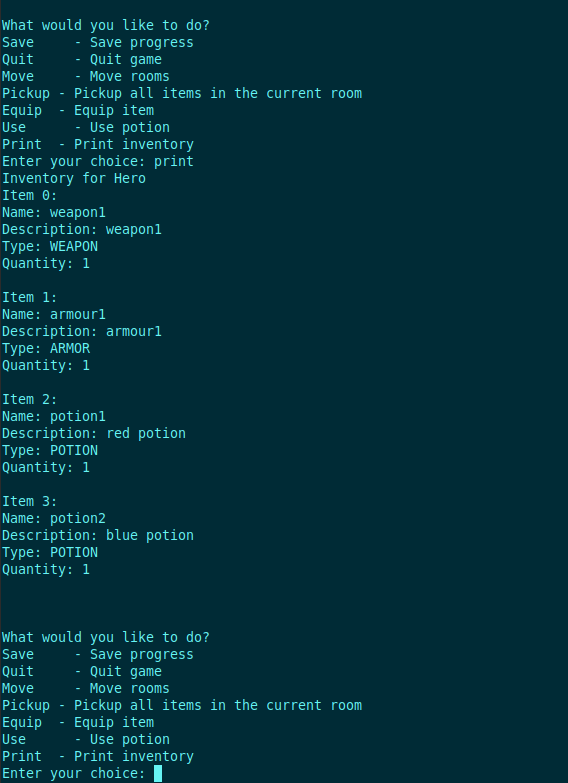 What would you like to do?
Save     - Save progress
Quit     - Quit game
Move     - Move rooms
Pickup - Pickup all items in the current room
Equip  - Equip item
Use      - Use potion
Print  - Print inventory
Enter your choice: print
Inventory for Hero
Item 0:
Name: weapon1
Description: weapon1
Type: WEAPON
Quantity: 1

Item 1:
Name: armour1
Description: armour1
Type: ARMOR
Quantity: 1

Item 2:
Name: potion1
Description: red potion
Type: POTION
Quantity: 1

Item 3:
Name: potion2
Description: blue potion
Type: POTION
Quantity: 1

What would you like to do?
Save     - Save progress
Quit     - Quit game
Move     - Move rooms
Pickup - Pickup all items in the current room
Equip  - Equip item
Use      - Use potion
Print  - Print inventory
Enter your choice: